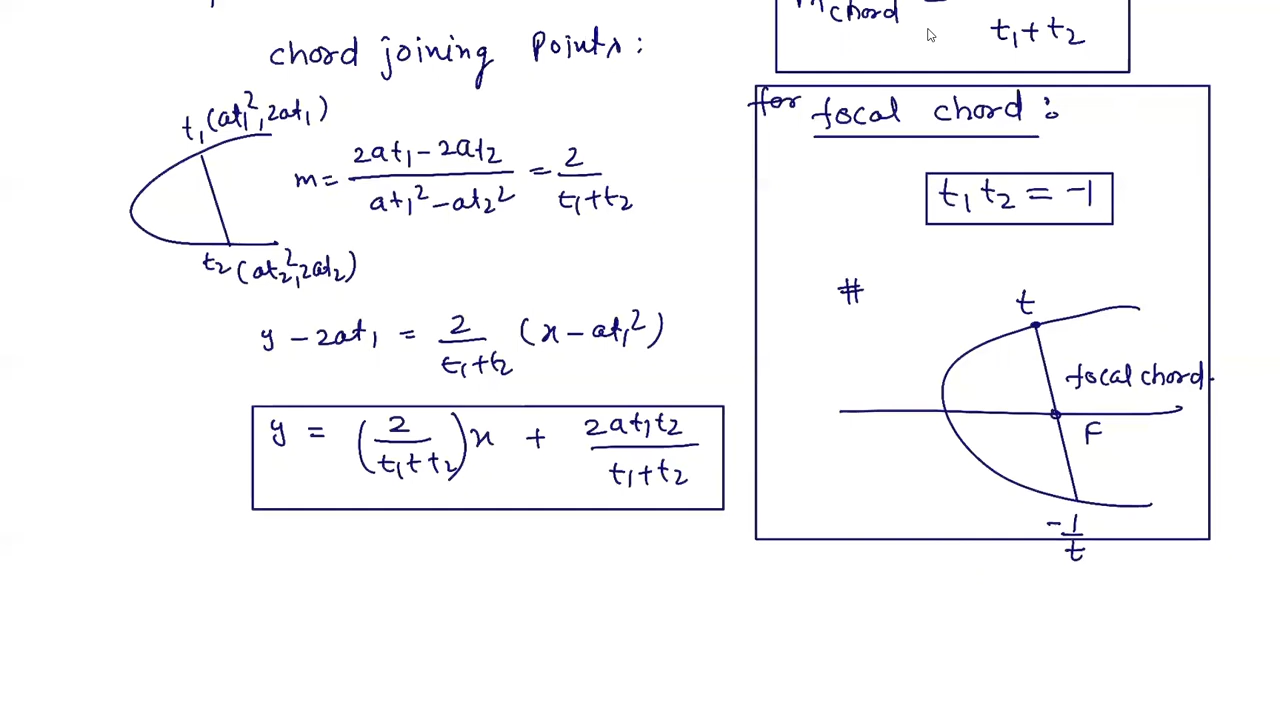 chord joining points :
t₁(at₁², 2at₁)
m = (2at₁ - 2at₂)/(at₁² - at₂²) = 2/(t₁+t₂)
t₂(at₂², 2at₂)
y - 2at₁ = 2/(t₁+t₂) (x - at₁²)
y = (2/(t₁+t₂))x + 2at₁t₂/(t₁+t₂)
chord
t₁+t₂
for focal chord :
t₁ t₂ = -1
#
t
focal chord.
F
-1/t